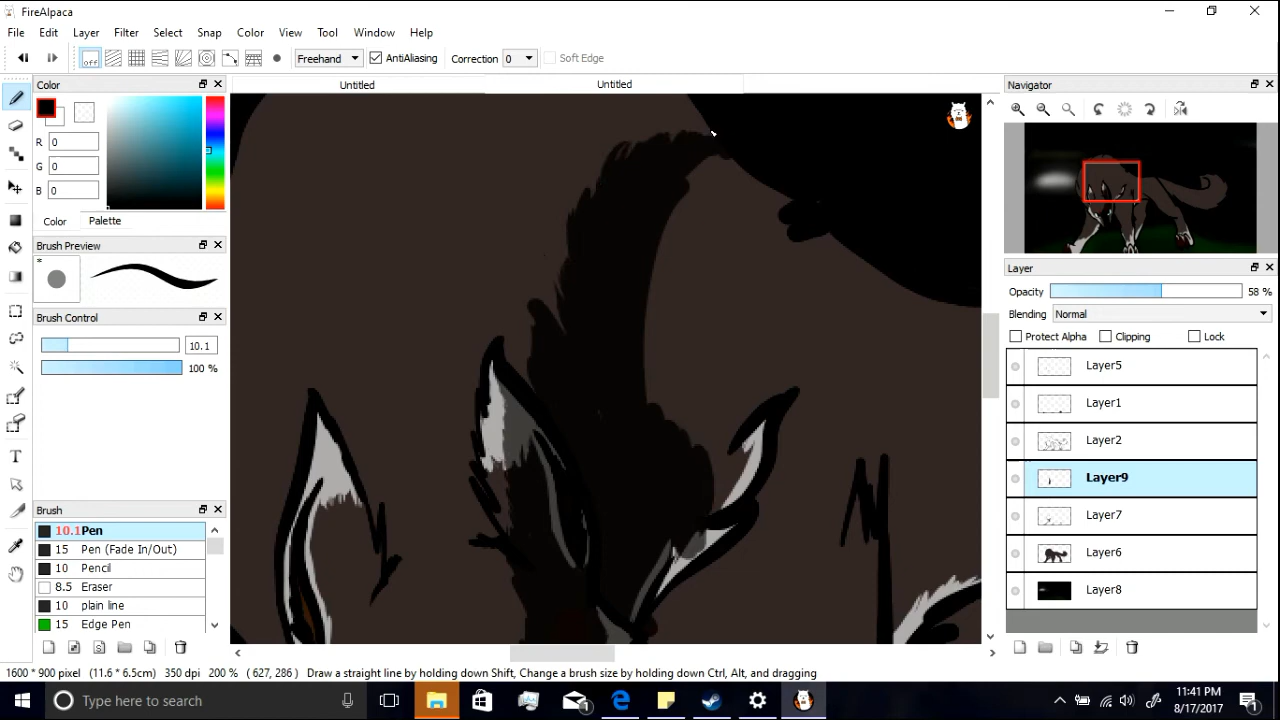 FireAlpaca
File Edit Layer Filter Select Snap Color View Tool Window Help
off Freehand AntiAliasing Correction 0 Soft Edge
Color
Untitled
Untitled
Navigator
R 0
G 0
B 0
Color Palette
Brush Preview
*
Brush Control
10.1
100 %
Layer
Opacity 58 %
Blending Normal
Protect Alpha Clipping Lock
Layer5
Layer1
Layer2
Layer9
Layer7
Layer6
Layer8
Brush
10.1 Pen
15 Pen (Fade In/Out)
10 Pencil
8.5 Eraser
10 plain line
15 Edge Pen
1600 * 900 pixel (11.6 * 6.5cm) 350 dpi 200 % ( 627, 286 ) Draw a straight line by holding down Shift, Change a brush size by holding down Ctrl, Alt, and dragging
Type here to search
1
11:41 PM
8/17/2017
1